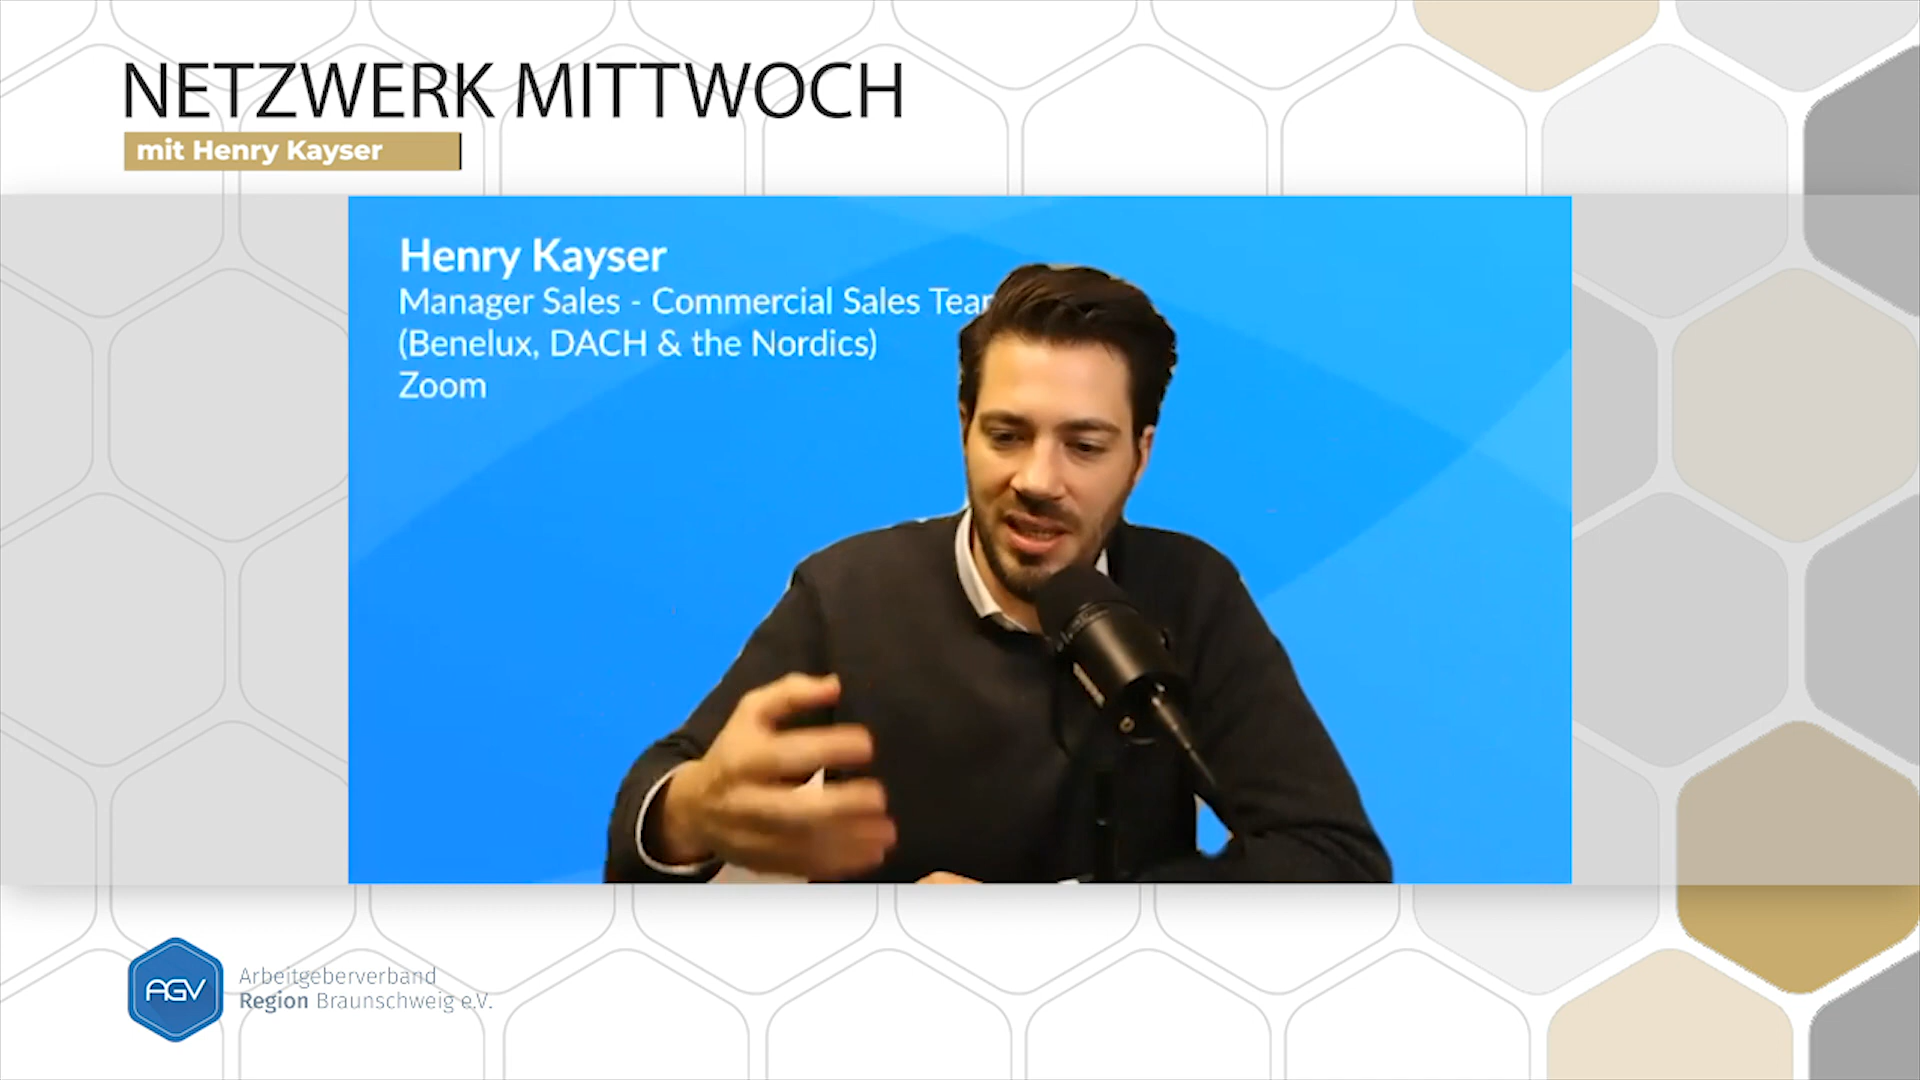 NETZWERK MITTWOCH
mit Henry Kayser
Henry Kayser
Manager Sales - Commercial Sales Team
(Benelux, DACH & the Nordics)
Zoom
AGV
Arbeitgeberverband
Region Braunschweig e.V.